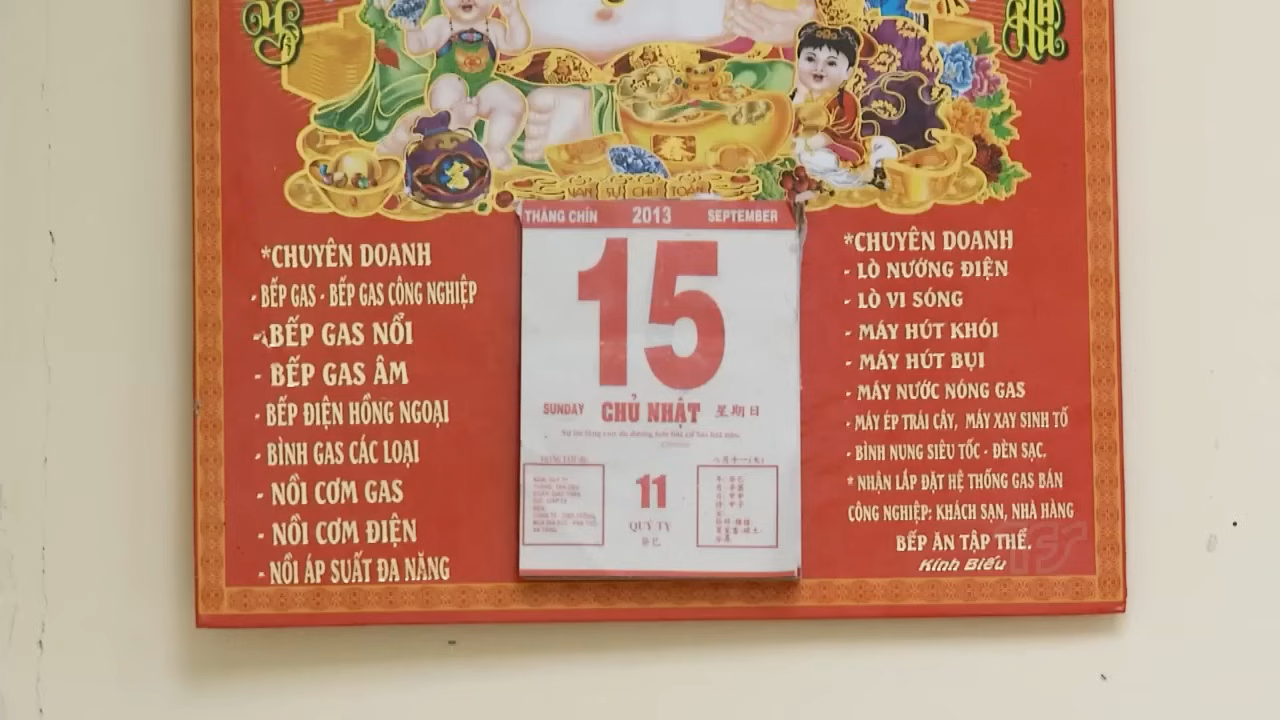 VẠN SỰ CHU TOÀN
THÁNG CHÍN 2013 SEPTEMBER
15
SUNDAY CHỦ NHẬT 星期日
11
QUÝ TỴ
癸巳
*CHUYÊN DOANH
- BẾP GAS - BẾP GAS CÔNG NGHIỆP
- BẾP GAS NỔI
- BẾP GAS ÂM
- BẾP ĐIỆN HỒNG NGOẠI
- BÌNH GAS CÁC LOẠI
- NỒI CƠM GAS
- NỒI CƠM ĐIỆN
- NỒI ÁP SUẤT ĐA NĂNG
*CHUYÊN DOANH
- LÒ NƯỚNG ĐIỆN
- LÒ VI SÓNG
- MÁY HÚT KHÓI
- MÁY HÚT BỤI
- MÁY NƯỚC NÓNG GAS
- MÁY ÉP TRÁI CÂY, MÁY XAY SINH TỐ
- BÌNH NUNG SIÊU TỐC - ĐÈN SẠC.
* NHẬN LẮP ĐẶT HỆ THỐNG GAS BÁN
CÔNG NGHIỆP: KHÁCH SẠN, NHÀ HÀNG
BẾP ĂN TẬP THỂ.
Kính Biếu